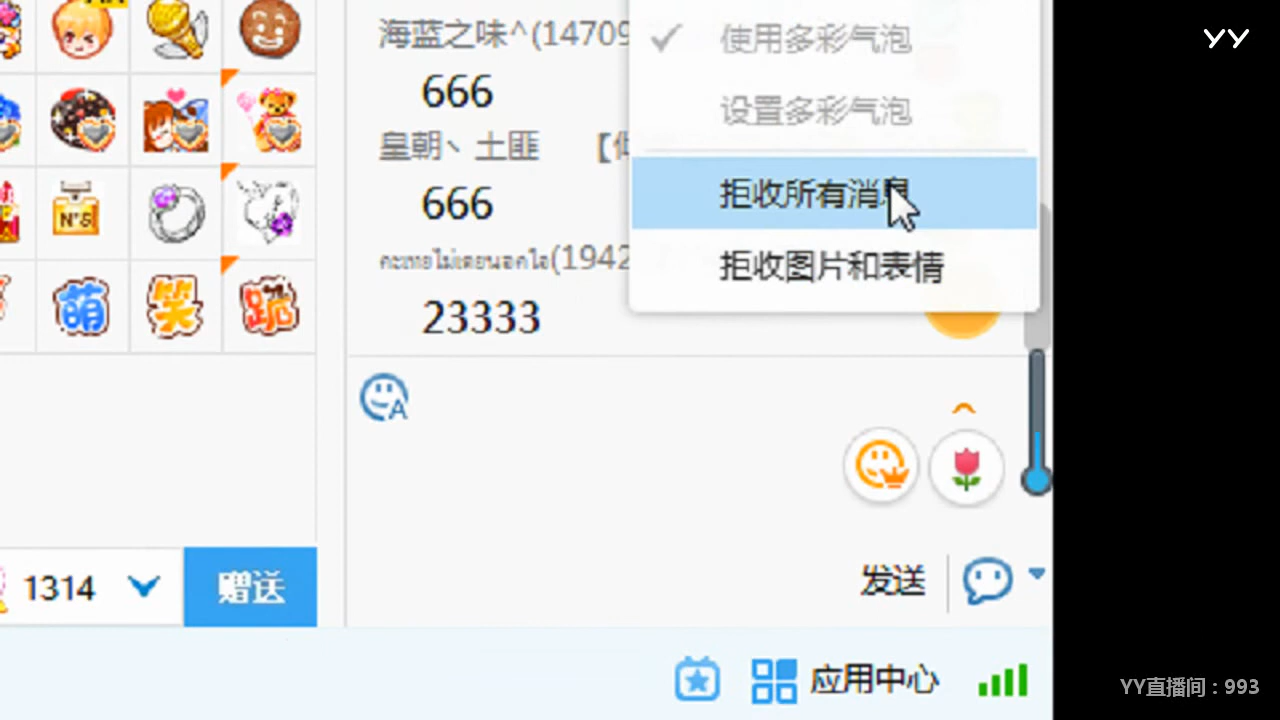 海蓝之味^(14709
666
皇朝丶土匪 【
666
(1942
23333
使用多彩气泡
设置多彩气泡
拒收所有消息
拒收图片和表情
N°5
萌
笑
跪
1314
赠送
发送
应用中心
YY
YY直播间 : 993